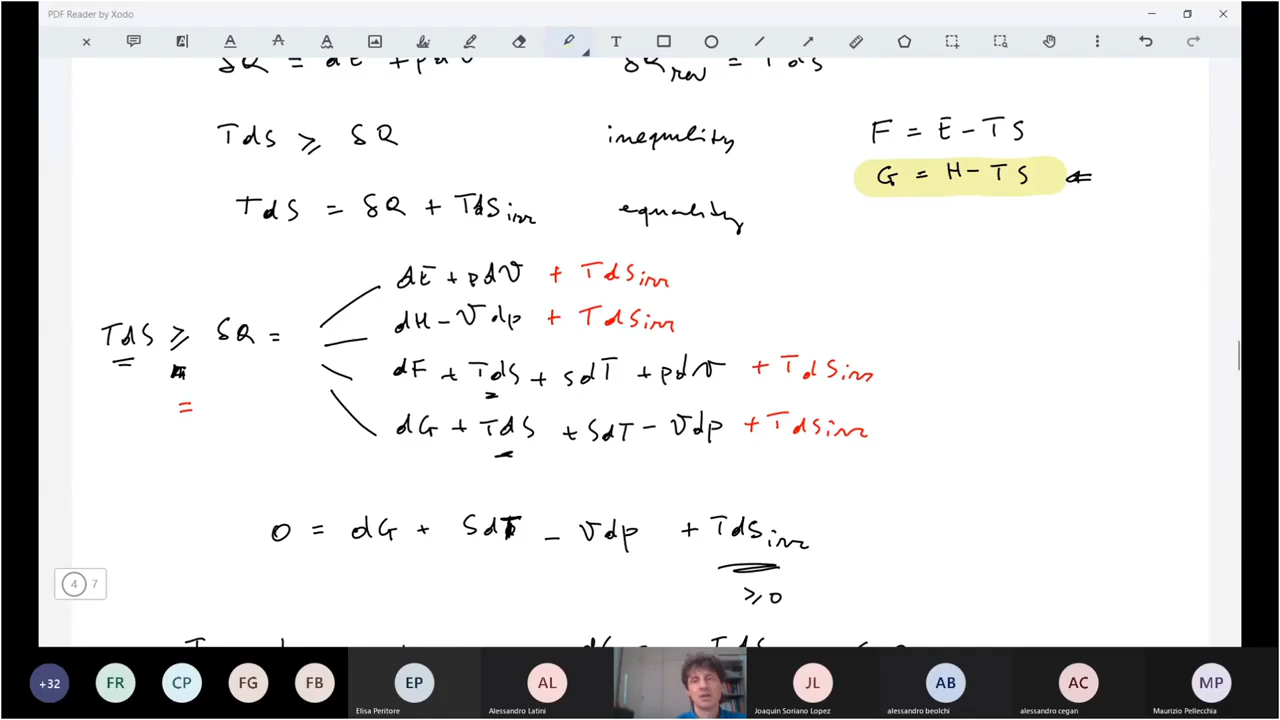 PDF Reader by Xodo
δQ = dE + pdV δQrev = TdS
TdS ≥ δQ inequality F = E - TS
G = H - TS ⇐
TdS = δQ + TdSirr equality
dE + pdV + TdSirr
dH - Vdp + TdSirr
TdS ≥ δQ =
=
dF + TdS + SdT + pdV + TdSirr
dG + TdS + SdT - Vdp + TdSirr
0 = dG + SdT - Vdp + TdSirr
≥ 0
4 7
+32 FR CP FG FB EP AL JL AB AC MP
Elisa Peritore Alessandro Latini Joaquin Soriano Lopez alessandro beolchi alessandro cegan Maurizio Pellecchia